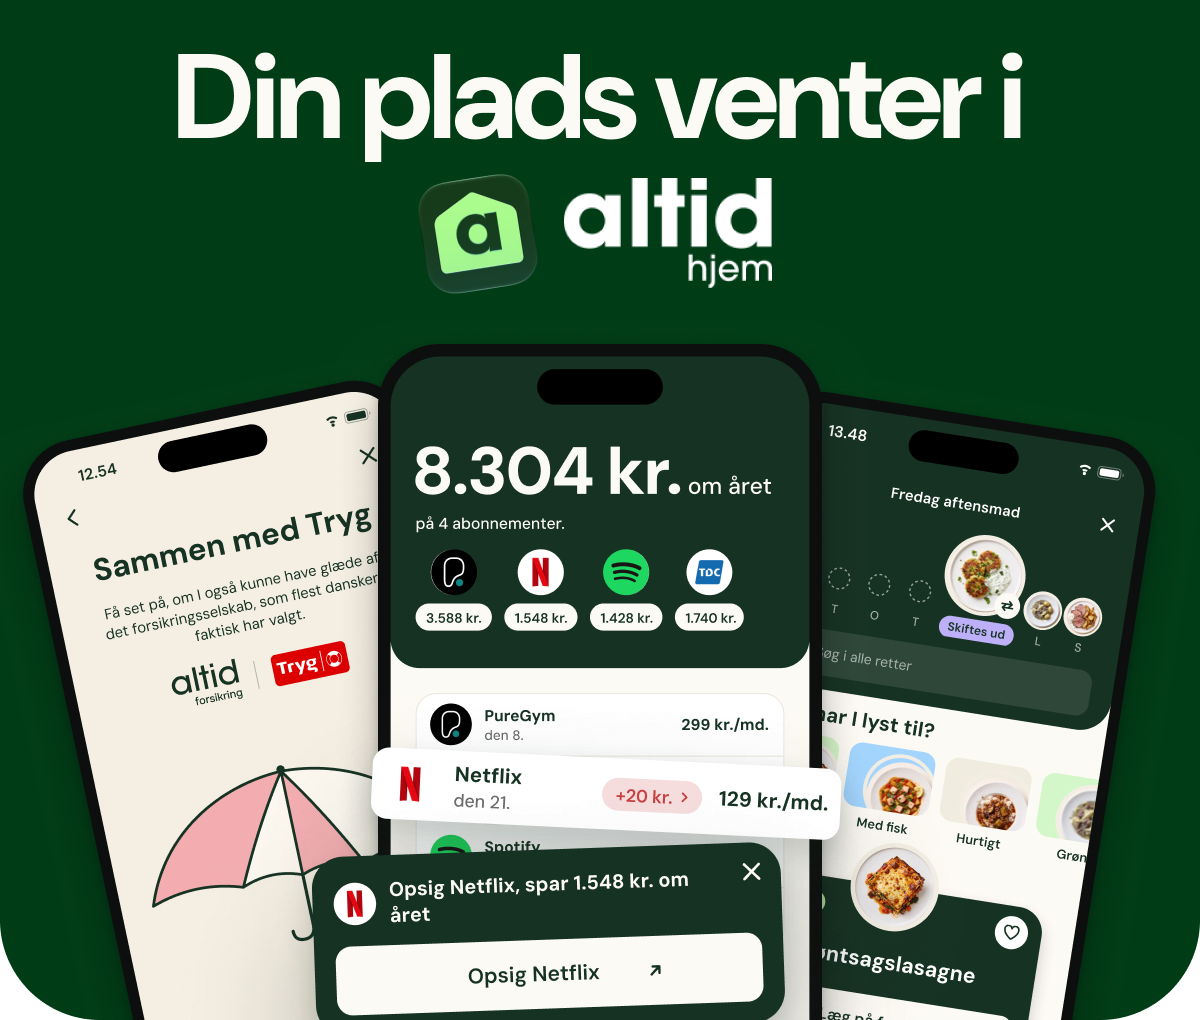 Din plads venter i
a
altid
hjem
12.54
Sammen med Tryg
Få set på, om I også kunne have glæde af
det forsikringsselskab, som flest dansker
faktisk har valgt.
altid
forsikring
Tryg
8.304 kr. om året
på 4 abonnementer.
TDC
3.588 kr.
1.548 kr.
1.428 kr.
1.740 kr.
PureGym
den 8.
299 kr./md.
Netflix
den 21.
+20 kr.
129 kr./md.
Spotify
Opsig Netflix, spar 1.548 kr. om
året
Opsig Netflix
13.48
Fredag aftensmad
T
O
T
Skiftes ud
L
S
Søg i alle retter
har I lyst til?
Med fisk
Hurtigt
Grøn
øntsagslasagne